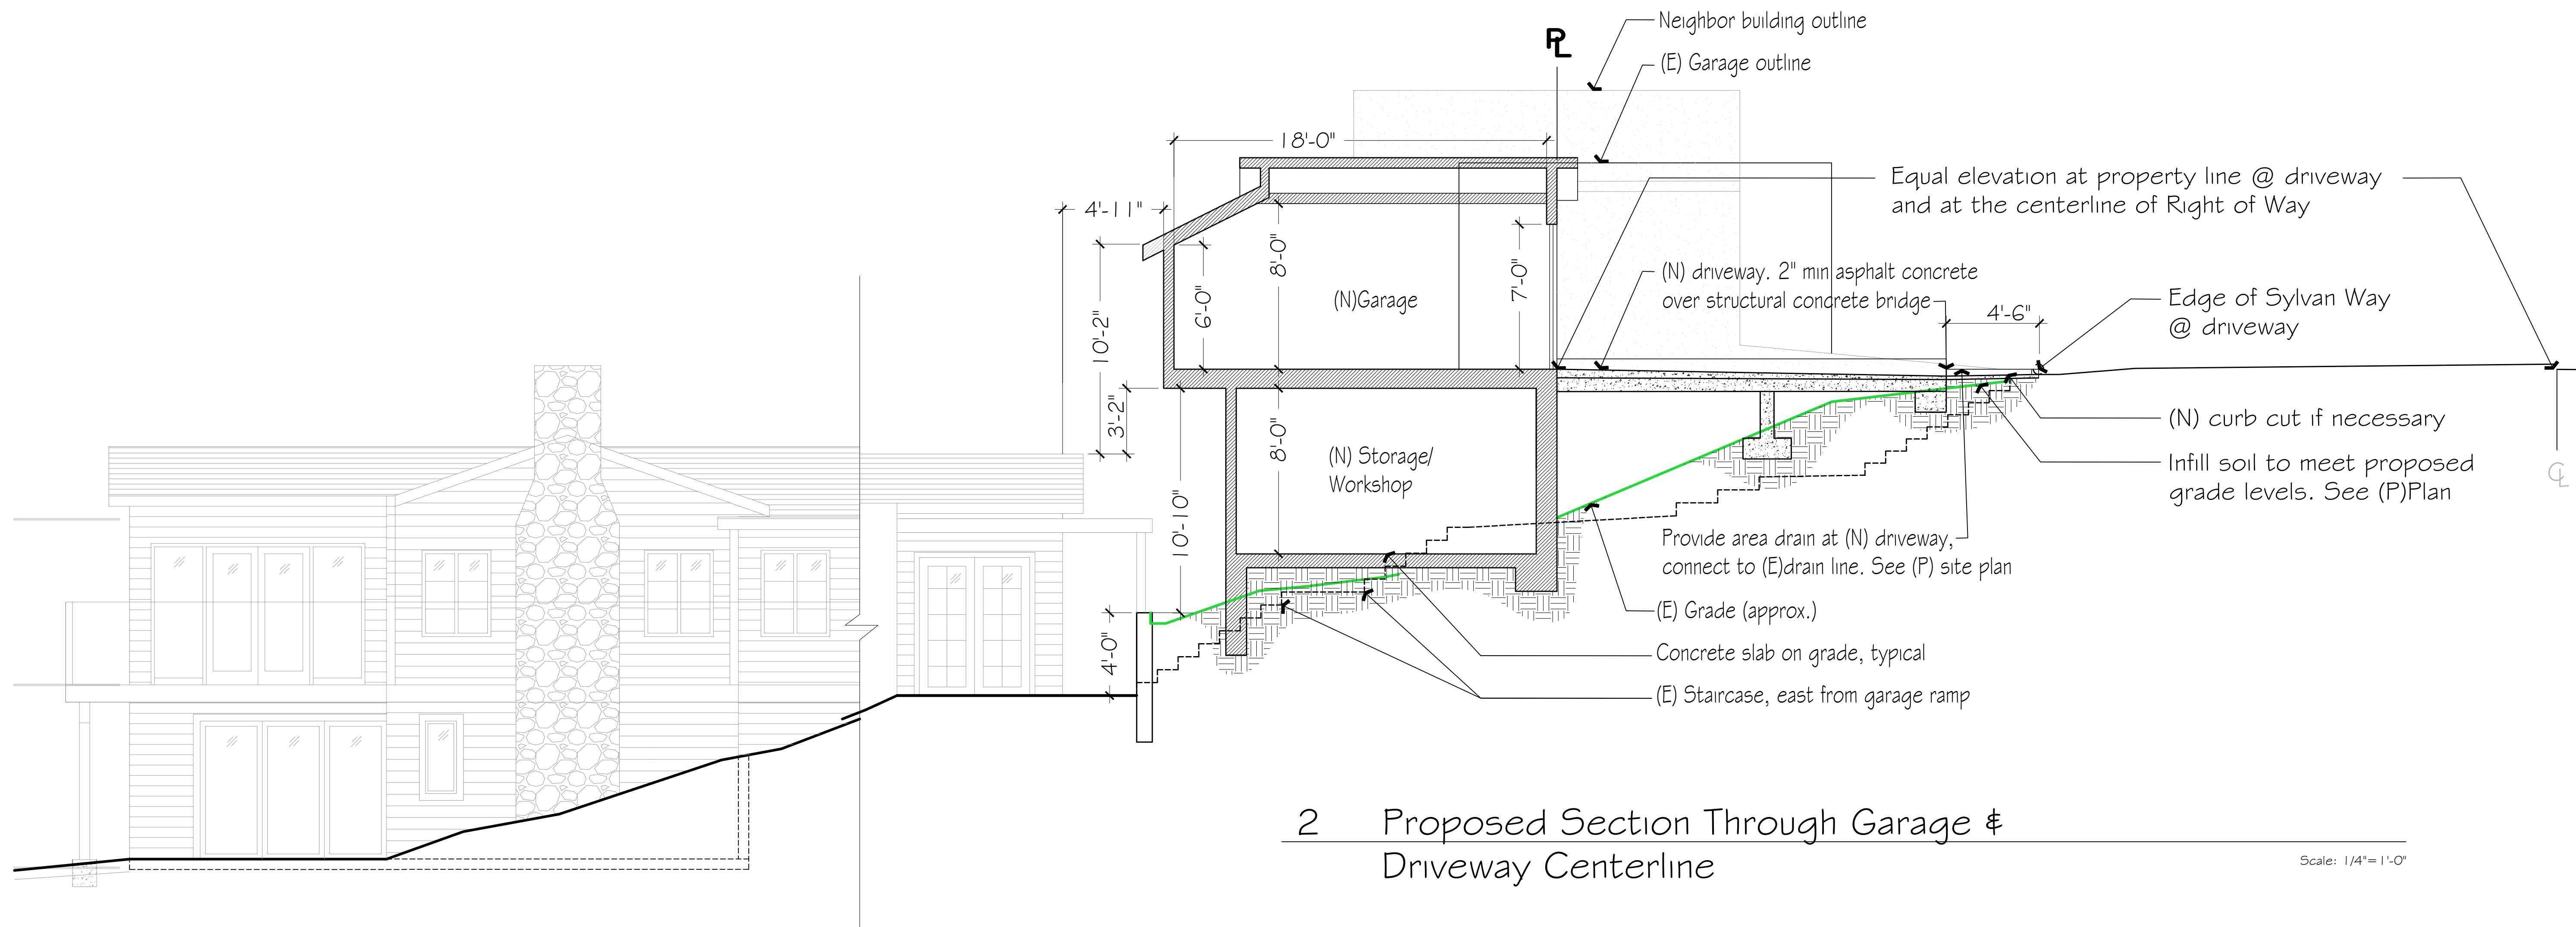 Neighbor building outline
PL
(E) Garage outline
18'-0"
Equal elevation at property line @ driveway
and at the centerline of Right of Way
4'-11"
8'-0"
7'-0"
6'-0"
10'-2"
(N)Garage
(N) driveway. 2" min asphalt concrete
over structural concrete bridge
4'-6"
Edge of Sylvan Way
@ driveway
3'-2"
8'-0"
(N) Storage/
Workshop
10'-10"
(N) curb cut if necessary
Infill soil to meet proposed
grade levels. See (P)Plan
CL
Provide area drain at (N) driveway,
connect to (E)drain line. See (P) site plan
(E) Grade (approx.)
4'-0"
Concrete slab on grade, typical
(E) Staircase, east from garage ramp
2 Proposed Section Through Garage &
Driveway Centerline
Scale: 1/4"=1'-0"